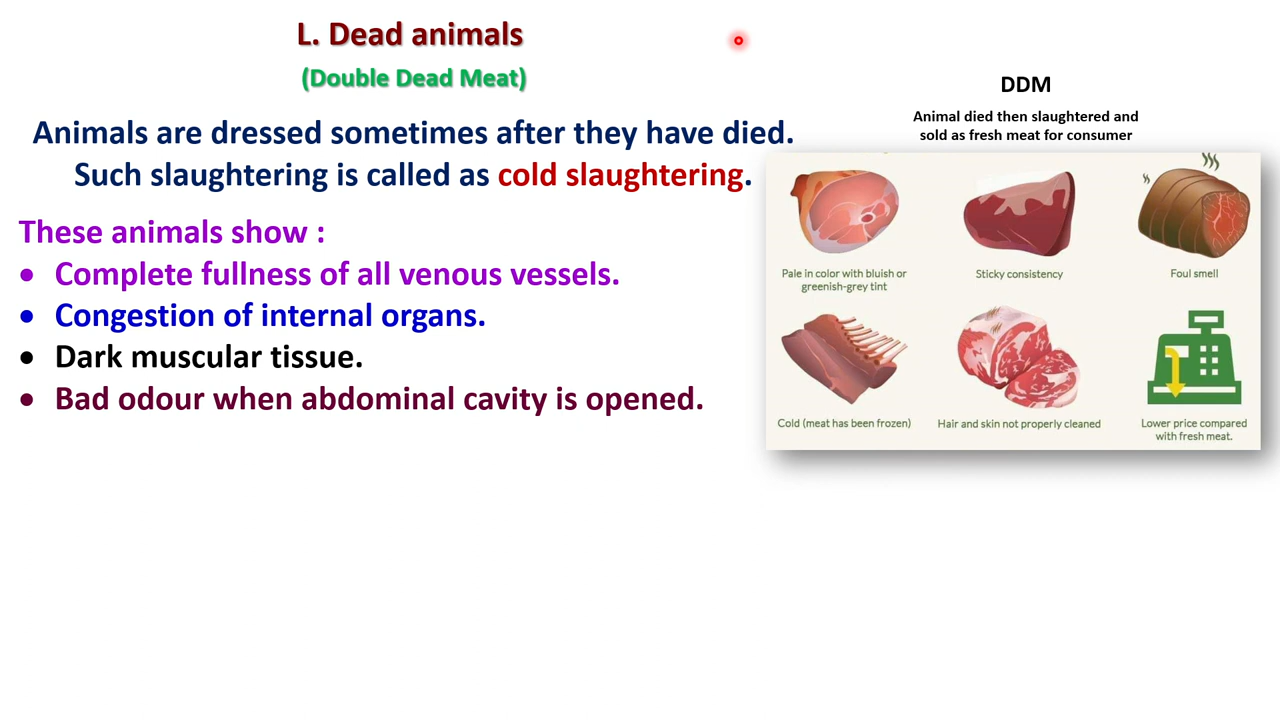 L. Dead animals
(Double Dead Meat)
Animals are dressed sometimes after they have died.
Such slaughtering is called as cold slaughtering.
These animals show :
• Complete fullness of all venous vessels.
• Congestion of internal organs.
• Dark muscular tissue.
• Bad odour when abdominal cavity is opened.
DDM
Animal died then slaughtered and
sold as fresh meat for consumer
Pale in color with bluish or
greenish-grey tint
Sticky consistency
Foul smell
Cold (meat has been frozen)
Hair and skin not properly cleaned
Lower price compared
with fresh meat.